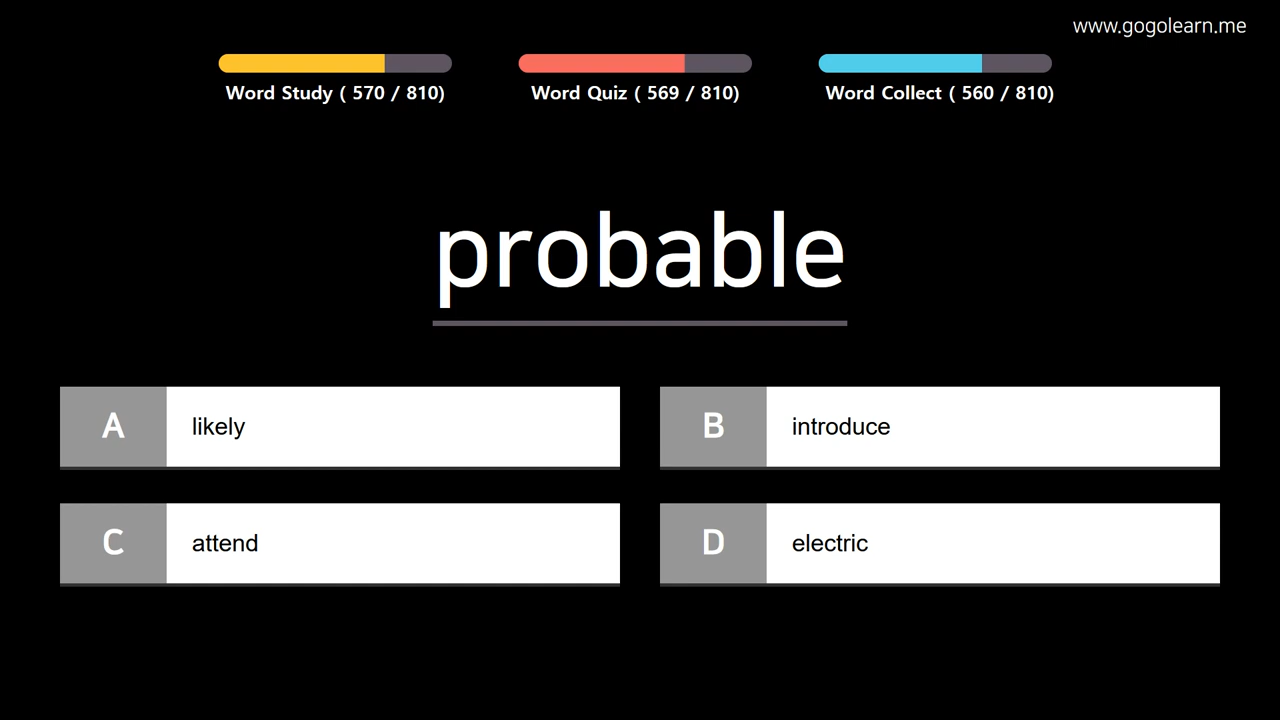 www.gogolearn.me
Word Study ( 570 / 810)
Word Quiz ( 569 / 810)
Word Collect ( 560 / 810)
probable
A likely
B introduce
C attend
D electric